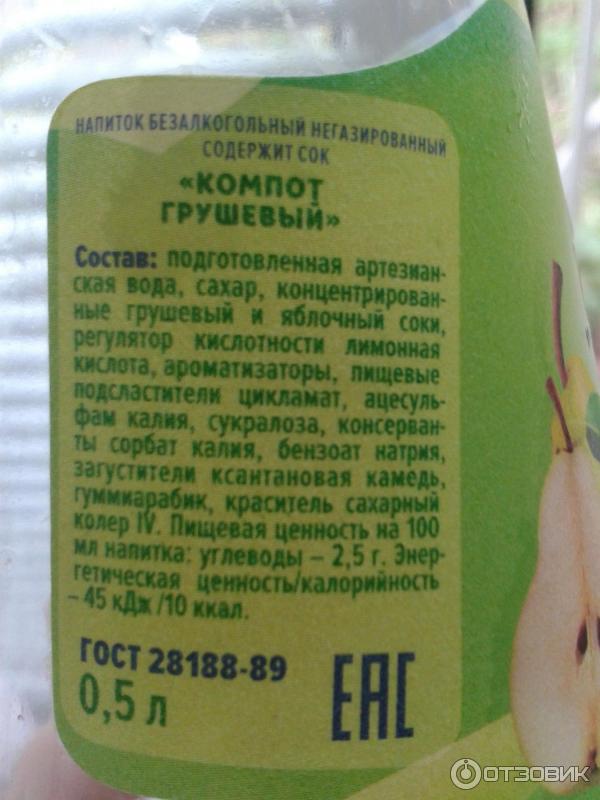 НАПИТОК БЕЗАЛКОГОЛЬНЫЙ НЕГАЗИРОВАННЫЙ
СОДЕРЖИТ СОК
«КОМПОТ
ГРУШЕВЫЙ»
Состав: подготовленная артезиан-
ская вода, сахар, концентрирован-
ные грушевый и яблочный соки,
регулятор кислотности лимонная
кислота, ароматизаторы, пищевые
подсластители цикламат, ацесуль-
фам калия, сукралоза, консерван-
ты сорбат калия, бензоат натрия,
загустители ксантановая камедь,
гуммиарабик, краситель сахарный
колер IV. Пищевая ценность на 100
мл напитка: углеводы – 2,5 г. Энер-
гетическая ценность/калорийность
– 45 кДж /10 ккал.
ГОСТ 28188-89
0,5 л
EAC
ОТЗОВИК